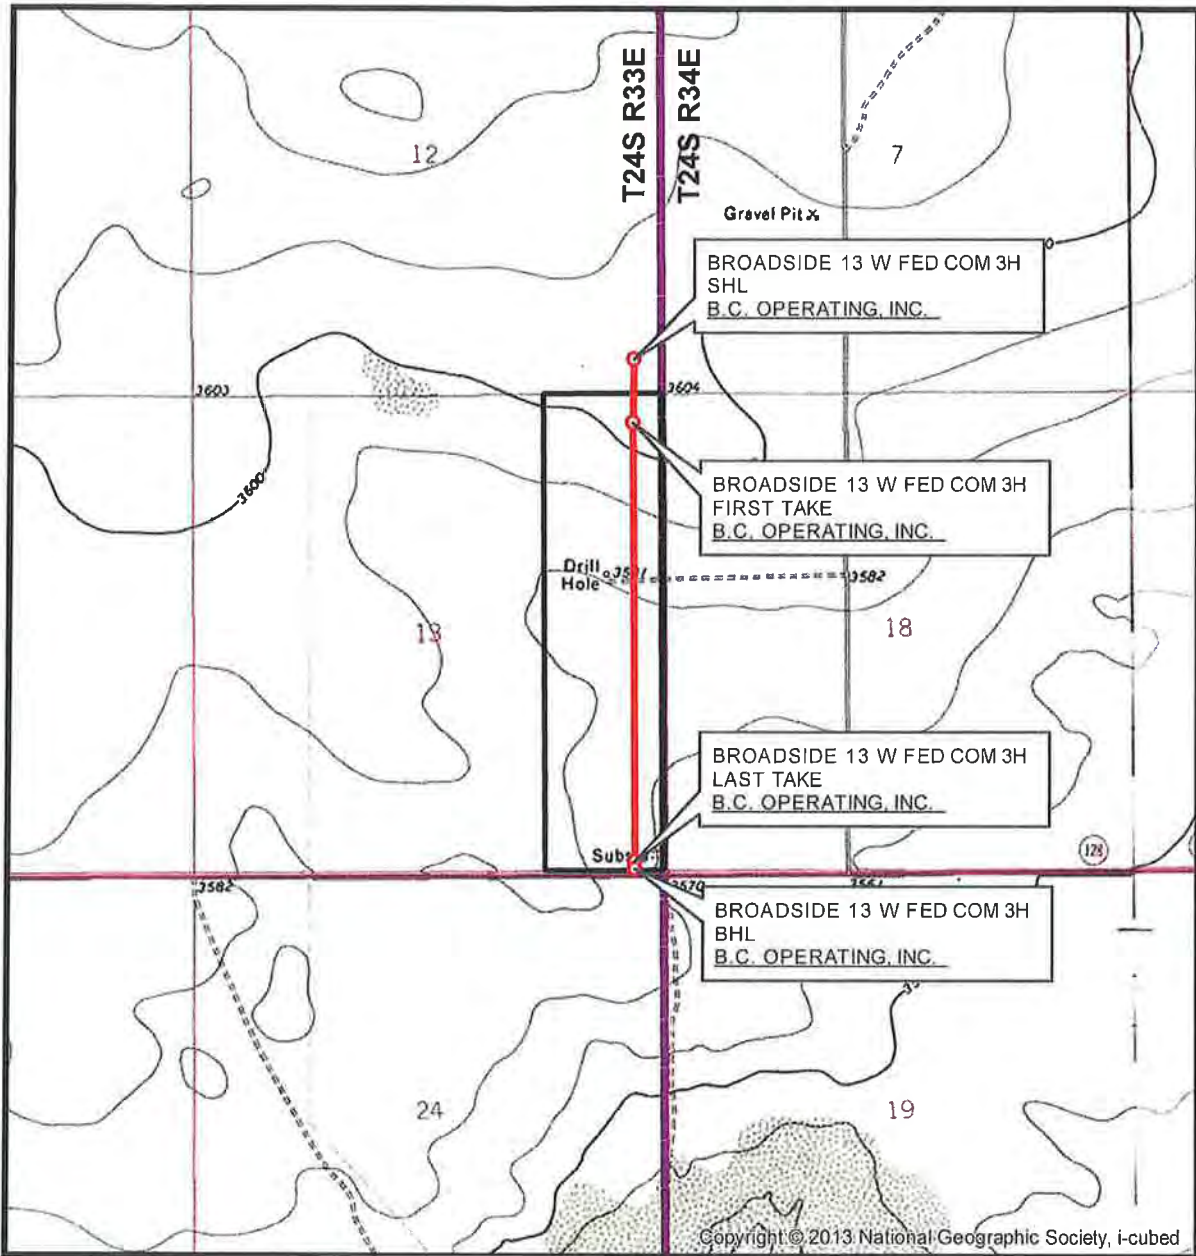 T24S R33E
T24S R34E
12
7
Gravel Pit
BROADSIDE 13 W FED COM 3H
SHL
B.C. OPERATING, INC.
3603
3604
3600
BROADSIDE 13 W FED COM 3H
FIRST TAKE
B.C. OPERATING, INC.
Drill
Hole
3582
13
18
BROADSIDE 13 W FED COM 3H
LAST TAKE
B.C. OPERATING, INC.
128
3582
3570
BROADSIDE 13 W FED COM 3H
BHL
B.C. OPERATING, INC.
24
19
Copyright © 2013 National Geographic Society, i-cubed